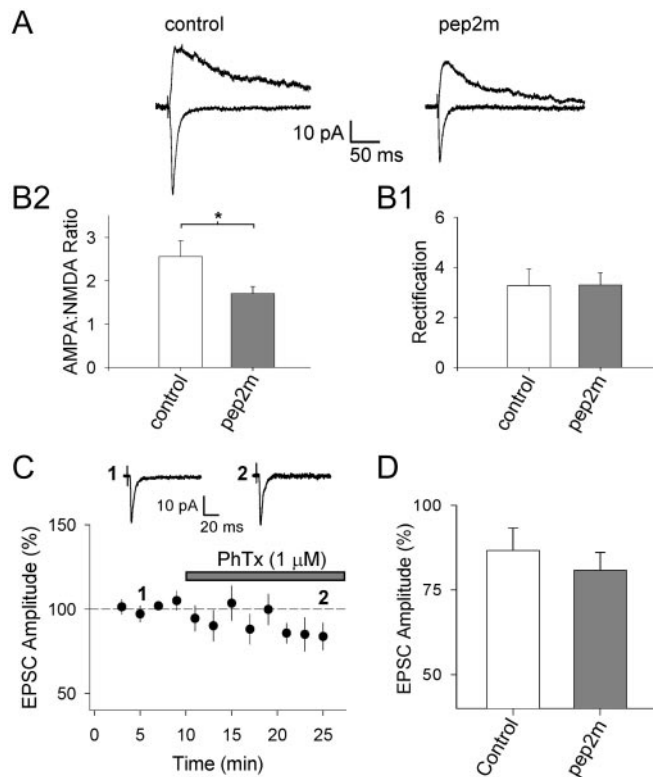 A
control
pep2m
10 pA
50 ms
B2
AMPA:NMDA Ratio
3
2
1
0
*
control
pep2m
B1
Rectification
6
4
2
0
control
pep2m
C
1
2
10 pA
20 ms
EPSC Amplitude (%)
150
100
50
PhTx (1 μM)
1
2
0
5
10
15
20
25
Time (min)
D
EPSC Amplitude (%)
100
75
50
Control
pep2m